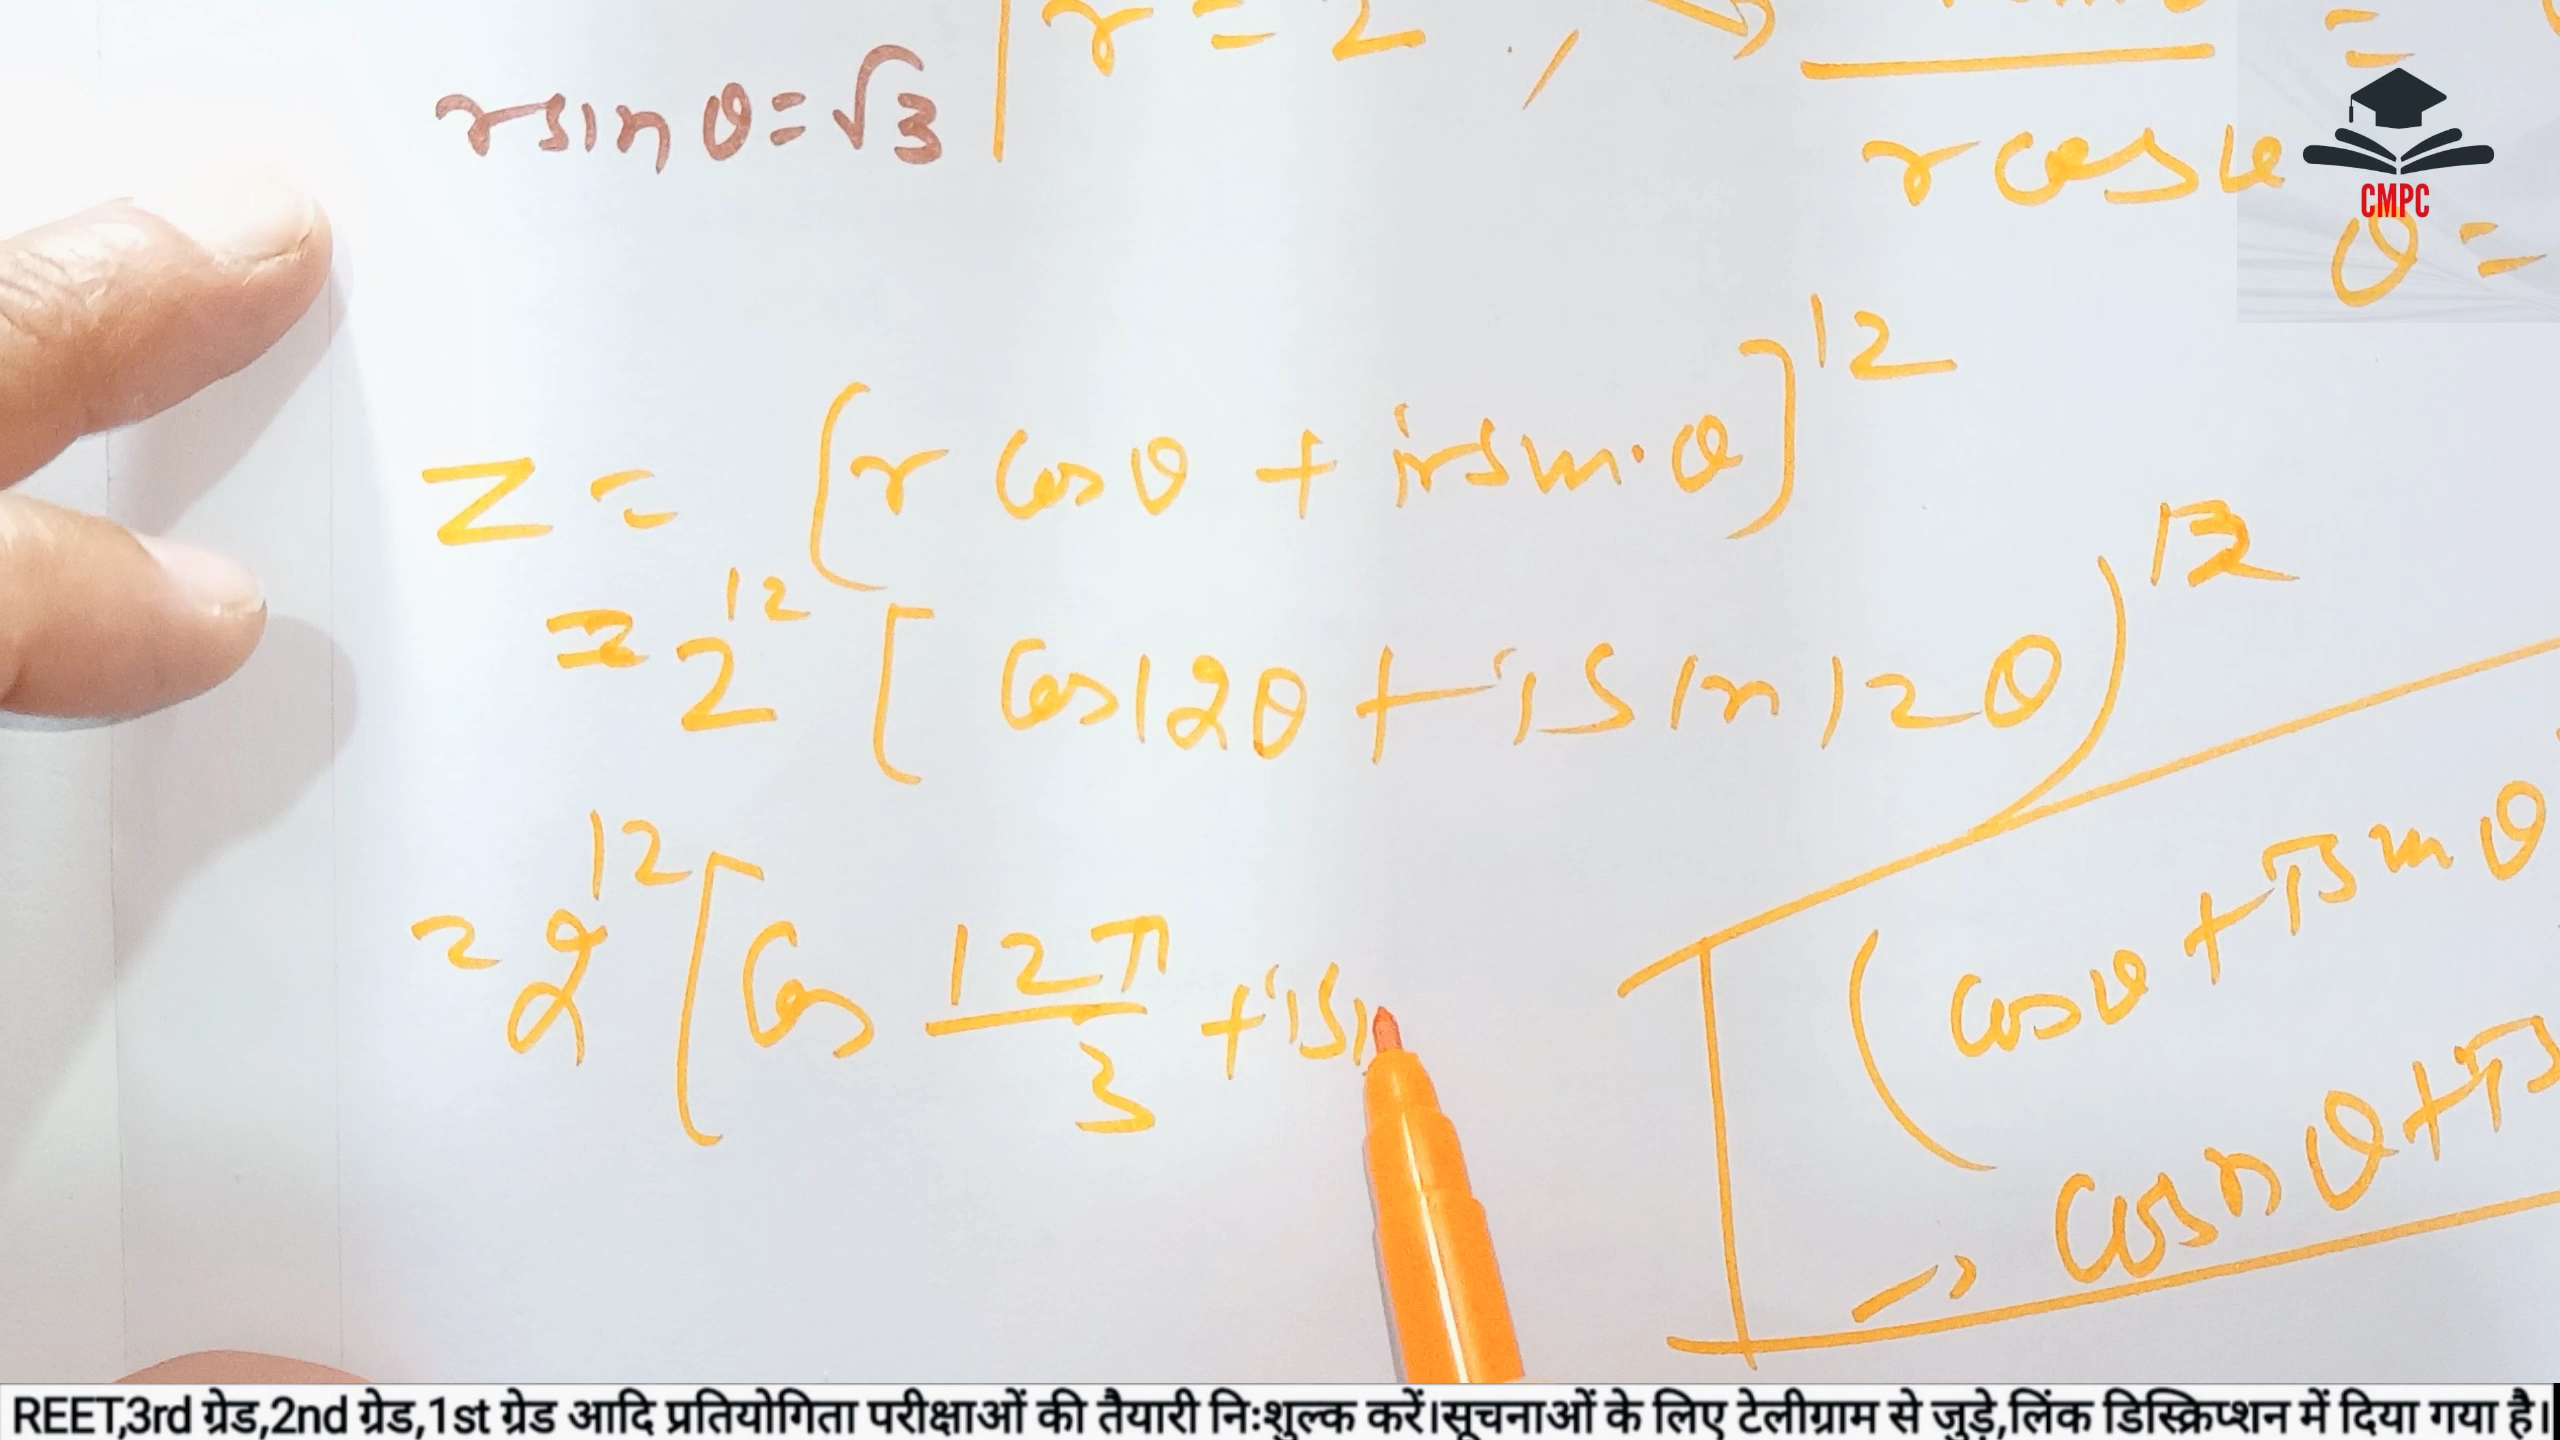 r = 2 ,
r sin θ = √3
r cos θ
CMPC
θ =
Z = [r cos θ + i r sin θ]^12
= 2^12 [cos 12θ + i sin 12θ)^12
= 2^12 [cos 12π/3 + i si
(cos θ + i sin θ
→ cos n θ + i s
REET,3rd ग्रेड,2nd ग्रेड,1st ग्रेड आदि प्रतियोगिता परीक्षाओं की तैयारी निःशुल्क करें।सूचनाओं के लिए टेलीग्राम से जुड़े,लिंक डिस्क्रिप्शन में दिया गया है।